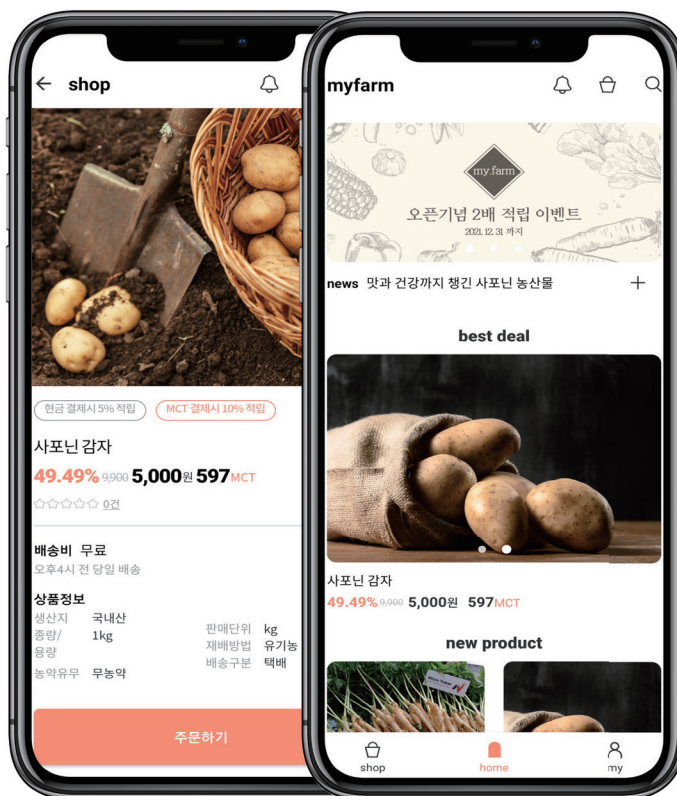 shop
현금 결제시 5% 적립
MCT 결제시 10% 적립
사포닌 감자
49.49% 9,900 5,000원 597MCT
0건
배송비 무료
오후4시 전 당일 배송
상품정보
생산지 국내산
중량/
용량
1kg
농약유무 무농약
판매단위 kg
재배방법 유기농
배송구분 택배
주문하기
myfarm
my.farm
오픈기념 2배 적립 이벤트
2021. 12. 31 까지
news 맛과 건강까지 챙긴 사포닌 농산물
best deal
사포닌 감자
49.49% 9,900 5,000원 597MCT
new product
shop
home
my